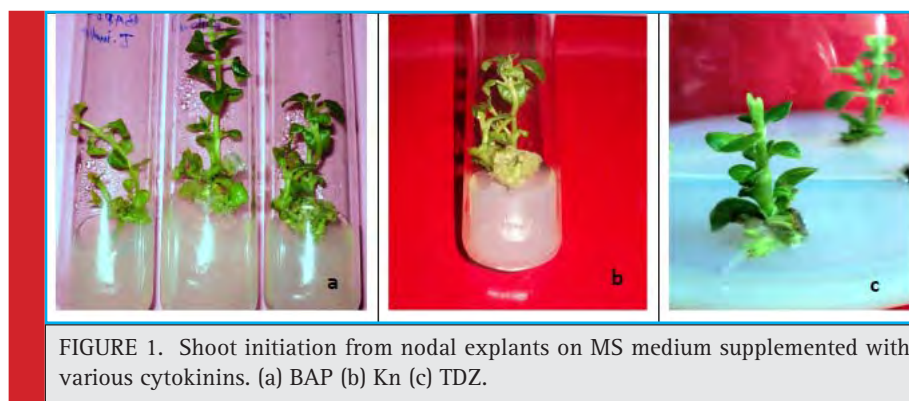 a
b
c
FIGURE 1. Shoot initiation from nodal explants on MS medium supplemented with
various cytokinins. (a) BAP (b) Kn (c) TDZ.